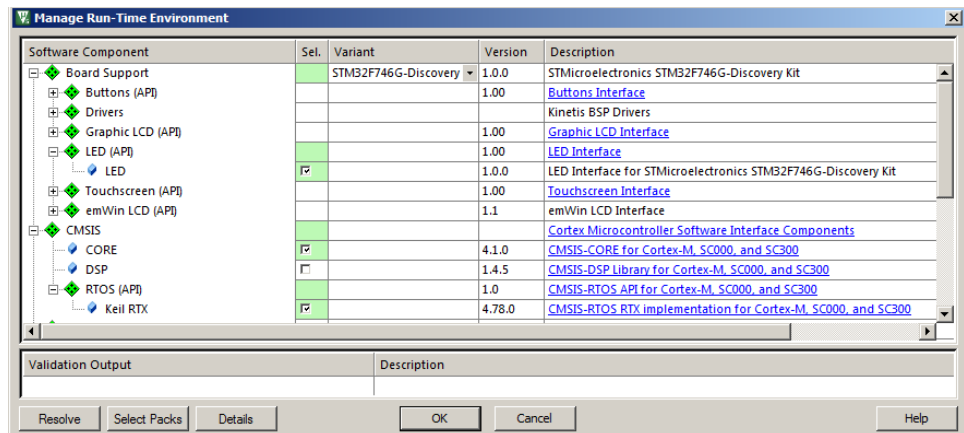 Manage Run-Time Environment
Software Component Sel. Variant Version Description
Board Support STM32F746G-Discovery 1.0.0 STMicroelectronics STM32F746G-Discovery Kit
Buttons (API) 1.00 Buttons Interface
Drivers Kinetis BSP Drivers
Graphic LCD (API) 1.00 Graphic LCD Interface
LED (API) 1.00 LED Interface
LED 1.0.0 LED Interface for STMicroelectronics STM32F746G-Discovery Kit
Touchscreen (API) 1.00 Touchscreen Interface
emWin LCD (API) 1.1 emWin LCD Interface
CMSIS Cortex Microcontroller Software Interface Components
CORE 4.1.0 CMSIS-CORE for Cortex-M, SC000, and SC300
DSP 1.4.5 CMSIS-DSP Library for Cortex-M, SC000, and SC300
RTOS (API) 1.0 CMSIS-RTOS API for Cortex-M, SC000, and SC300
Keil RTX 4.78.0 CMSIS-RTOS RTX implementation for Cortex-M, SC000, and SC300
Validation Output Description
Resolve Select Packs Details OK Cancel Help